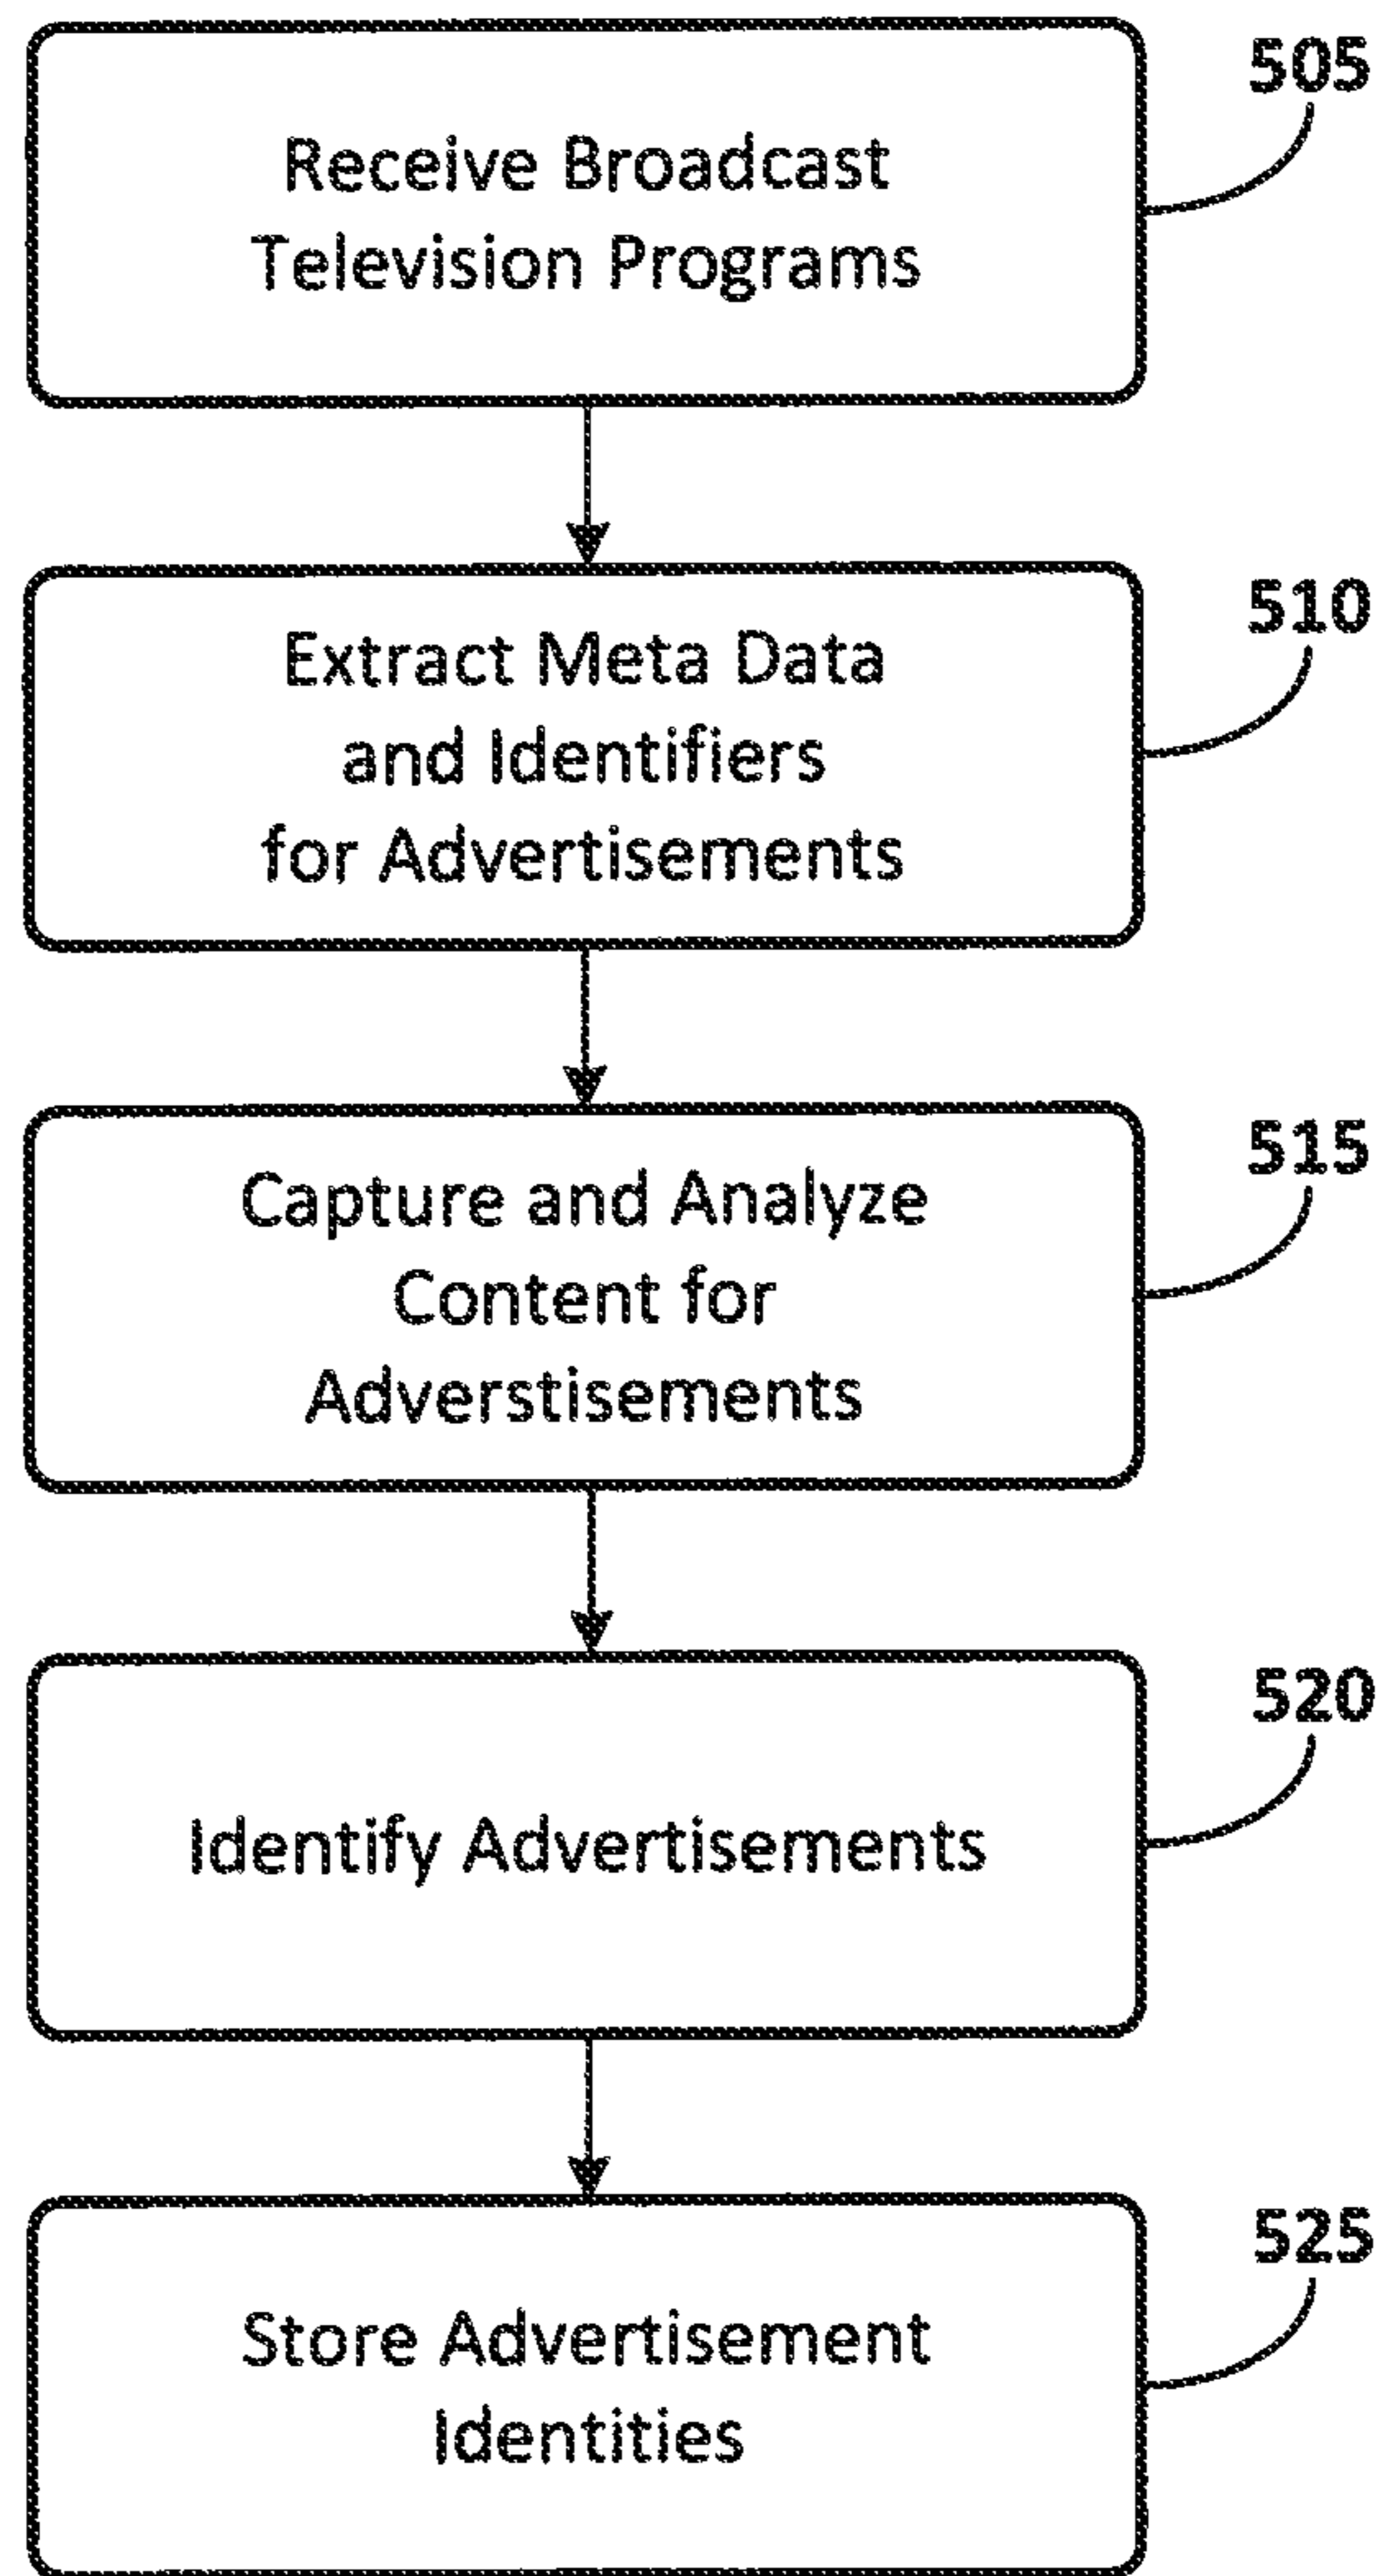 505
Receive Broadcast
Television Programs
510
Extract Meta Data
and Identifiers
for Advertisements
515
Capture and Analyze
Content for
Adverstisements
520
Identify Advertisements
525
Store Advertisement
Identities